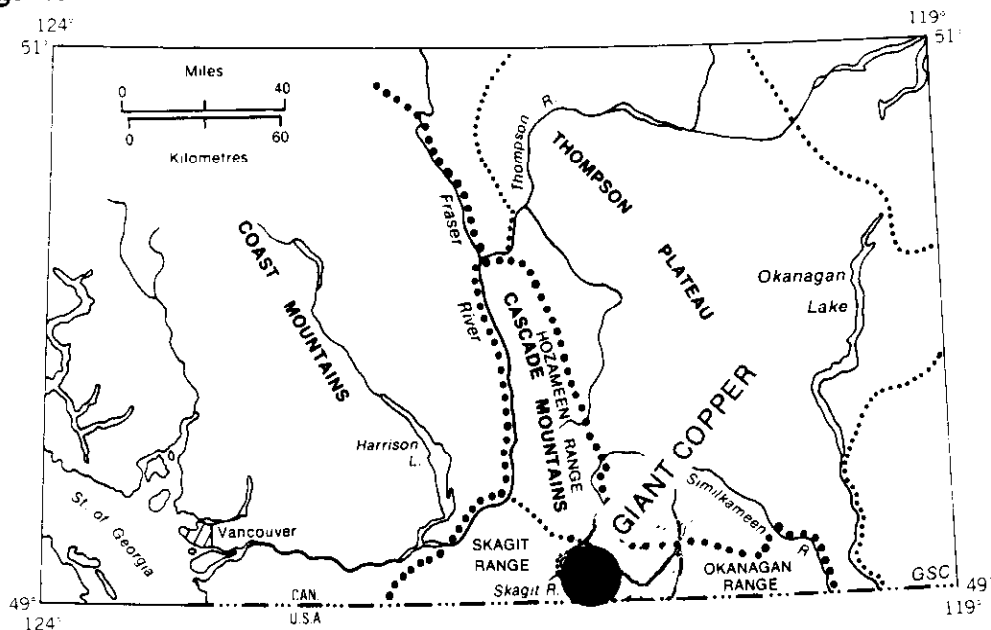 124°
119°
51°
51°
Miles
0 40
0 60
Kilometres
Thompson R.
THOMPSON
PLATEAU
Fraser
River
COAST
MOUNTAINS
Okanagan
Lake
CASCADE
MOUNTAINS
HOZAMEEN RANGE
Harrison
L.
GIANT COPPER
Similkameen
R
St. of Georgia
Vancouver
SKAGIT
RANGE
OKANAGAN
RANGE
Skagit R.
GSC
49°
49°
CAN.
U.S.A
124°
119°